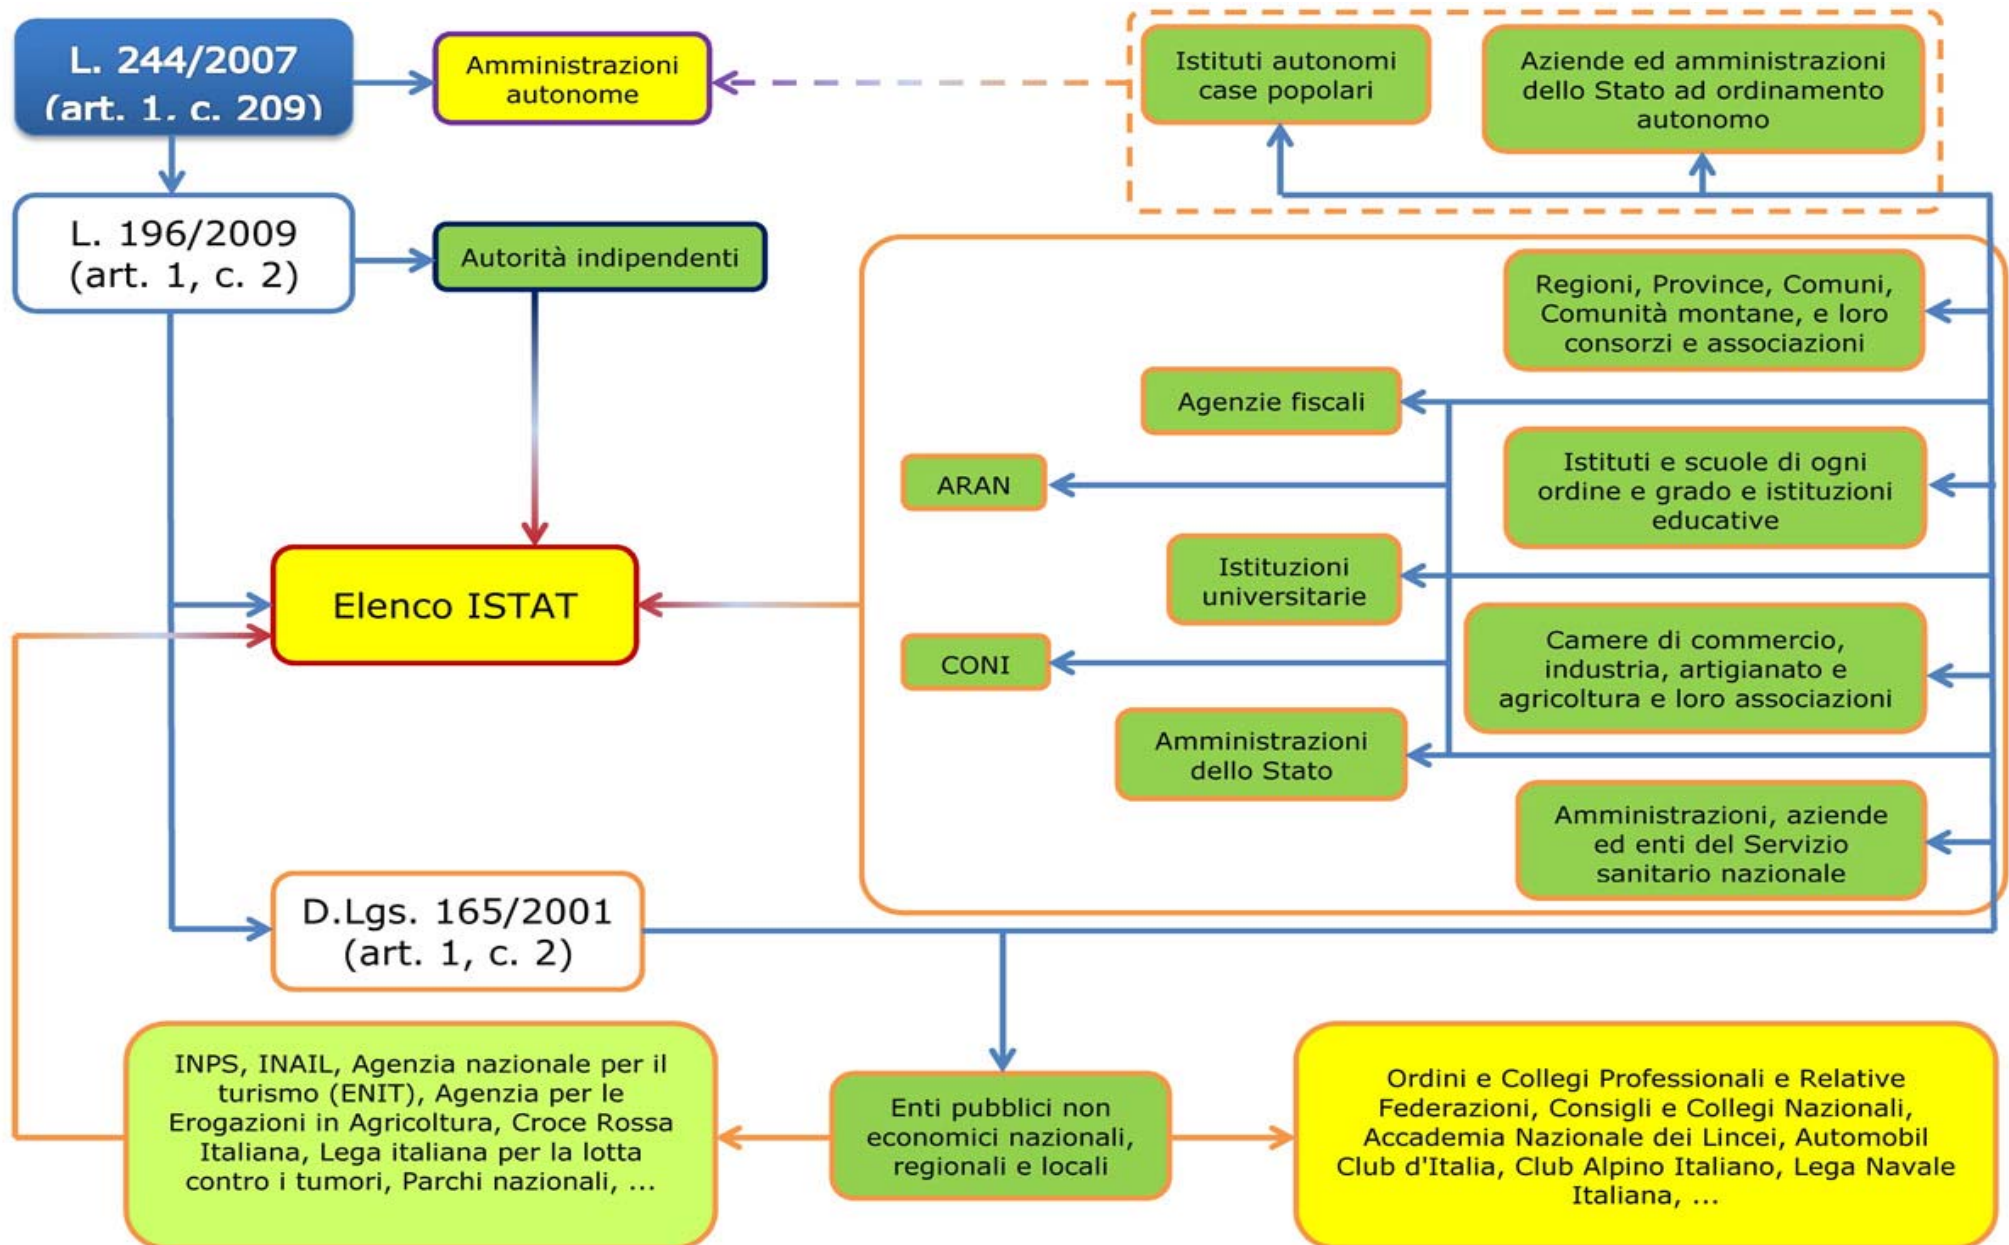 L. 244/2007
(art. 1, c. 209)
Amministrazioni
autonome
Istituti autonomi
case popolari
Aziende ed amministrazioni
dello Stato ad ordinamento
autonomo
L. 196/2009
(art. 1, c. 2)
Autorità indipendenti
Regioni, Province, Comuni,
Comunità montane, e loro
consorzi e associazioni
Agenzie fiscali
ARAN
Istituti e scuole di ogni
ordine e grado e istituzioni
educative
Istituzioni
universitarie
Elenco ISTAT
CONI
Camere di commercio,
industria, artigianato e
agricoltura e loro associazioni
Amministrazioni
dello Stato
Amministrazioni, aziende
ed enti del Servizio
sanitario nazionale
D.Lgs. 165/2001
(art. 1, c. 2)
INPS, INAIL, Agenzia nazionale per il
turismo (ENIT), Agenzia per le
Erogazioni in Agricoltura, Croce Rossa
Italiana, Lega italiana per la lotta
contro i tumori, Parchi nazionali, ...
Enti pubblici non
economici nazionali,
regionali e locali
Ordini e Collegi Professionali e Relative
Federazioni, Consigli e Collegi Nazionali,
Accademia Nazionale dei Lincei, Automobil
Club d'Italia, Club Alpino Italiano, Lega Navale
Italiana, ...